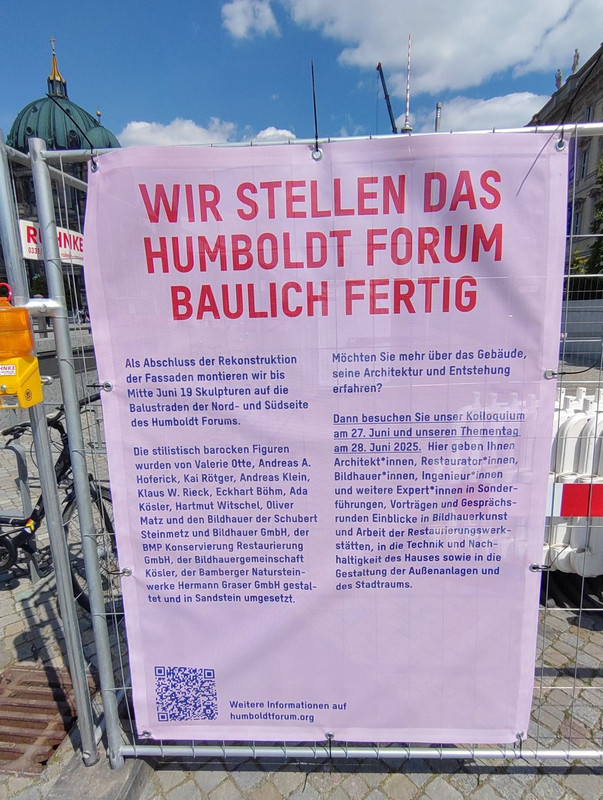 WIR STELLEN DAS
HUMBOLDT FORUM
BAULICH FERTIG
Als Abschluss der Rekonstruktion
der Fassaden montieren wir bis
Mitte Juni 19 Skulpturen auf die
Balustraden der Nord- und Südseite
des Humboldt Forums.
Die stilistisch barocken Figuren
wurden von Valerie Otte, Andreas A.
Hoferick, Kai Rötger, Andreas Klein,
Klaus W. Rieck, Eckhart Böhm, Ada
Kösler, Hartmut Witschel, Oliver
Matz und den Bildhauer der Schubert
Steinmetz und Bildhauer GmbH, der
BMP Konservierung Restaurierung
GmbH, der Bildhauergemeinschaft
Kösler, der Bamberger Naturstein-
werke Hermann Graser GmbH gestal-
tet und in Sandstein umgesetzt.
Möchten Sie mehr über das Gebäude,
seine Architektur und Entstehung
erfahren?
Dann besuchen Sie unser Kolloquium
am 27. Juni und unseren Thementag
am 28. Juni 2025. Hier geben Ihnen
Architekt*innen, Restaurator*innen,
Bildhauer*innen, Ingenieur*innen
und weitere Expert*innen in Sonder-
führungen, Vorträgen und Gesprächs-
runden Einblicke in Bildhauerkunst
und Arbeit der Restaurierungswerk-
stätten, in die Technik und Nach-
haltigkeit des Hauses sowie in die
Gestaltung der Außenanlagen und
des Stadtraums.
Weitere Informationen auf
humboldtforum.org